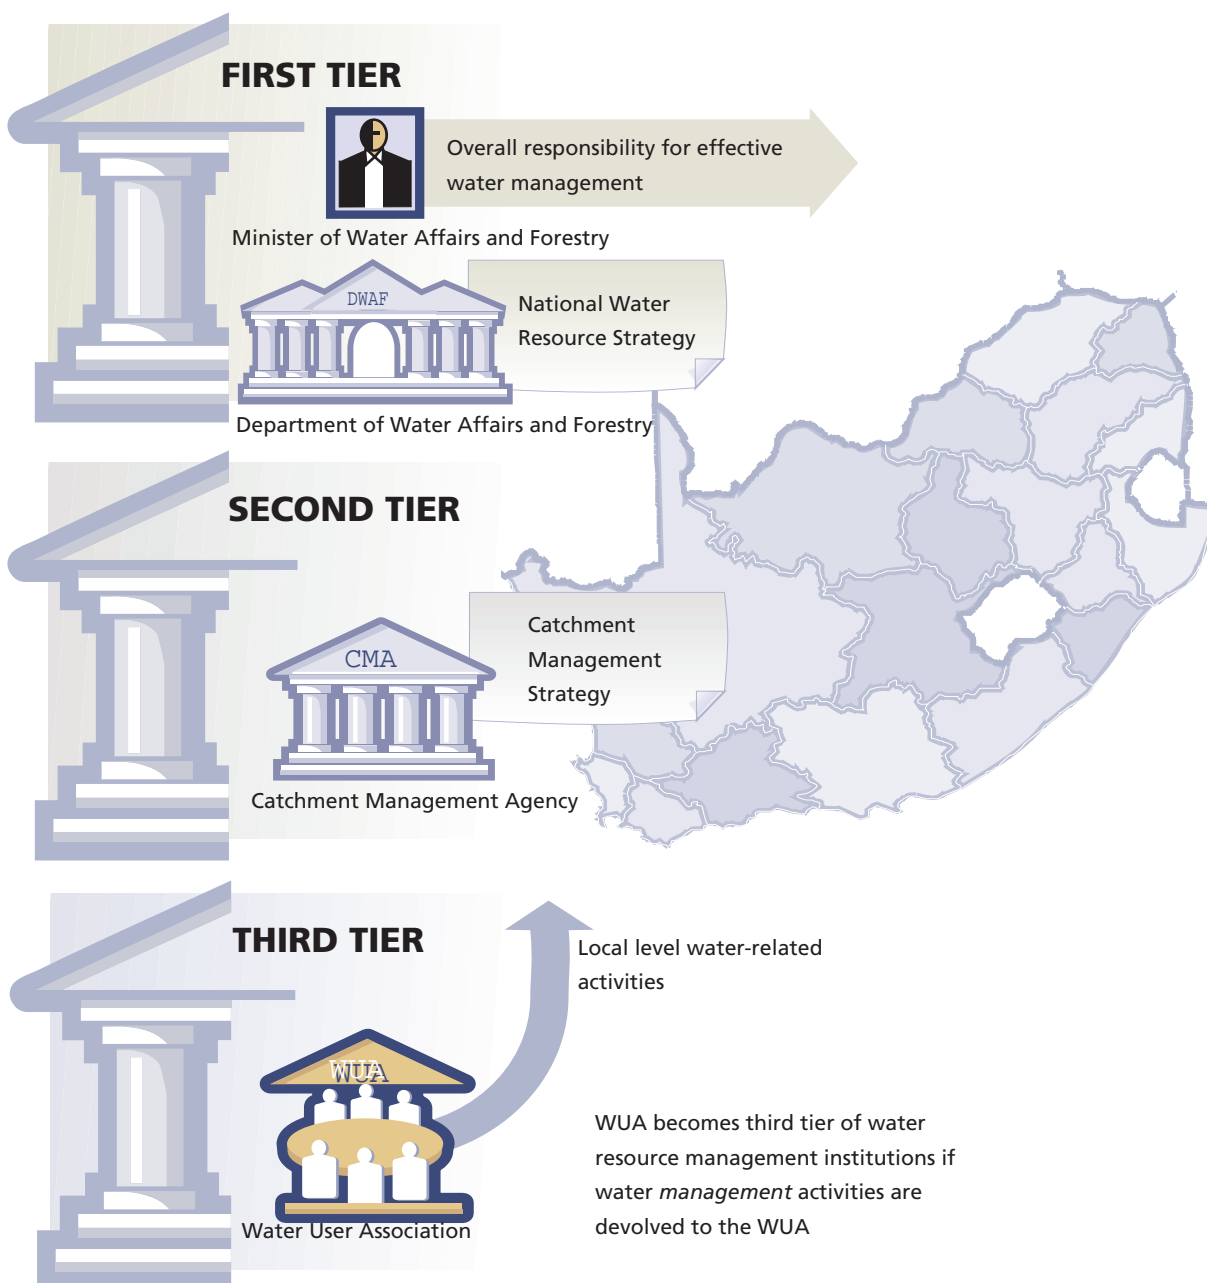 FIRST TIER
Overall responsibility for effective
water management
Minister of Water Affairs and Forestry
DWAF
National Water
Resource Strategy
Department of Water Affairs and Forestry
SECOND TIER
CMA
Catchment
Management
Strategy
Catchment Management Agency
THIRD TIER
Local level water-related
activities
WUA
WUA becomes third tier of water
resource management institutions if
water management activities are
devolved to the WUA
Water User Association